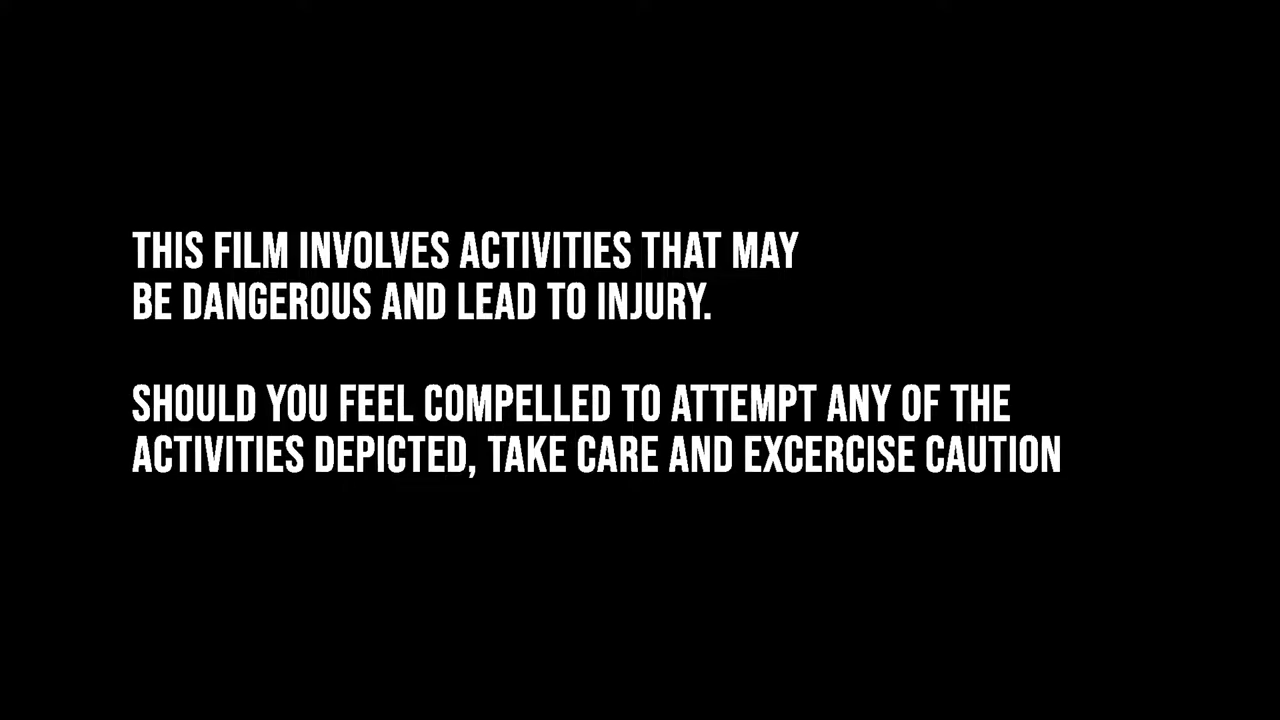 THIS FILM INVOLVES ACTIVITIES THAT MAY
BE DANGEROUS AND LEAD TO INJURY.
SHOULD YOU FEEL COMPELLED TO ATTEMPT ANY OF THE
ACTIVITIES DEPICTED, TAKE CARE AND EXCERCISE CAUTION